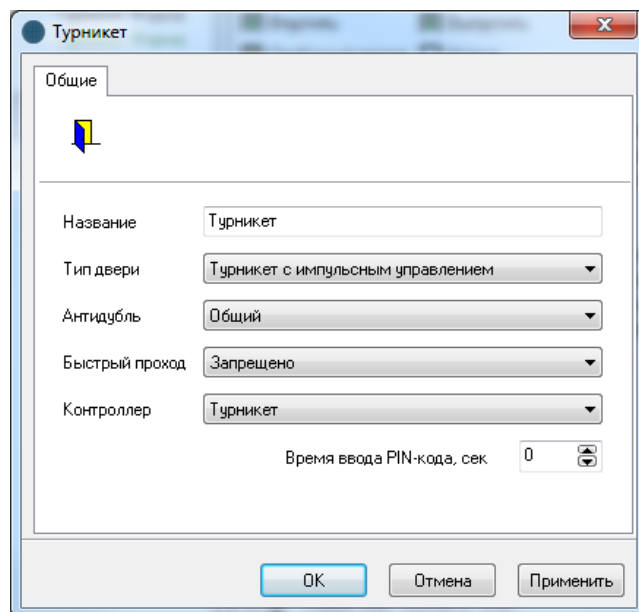 Турникет
Общие
Название Турникет
Тип двери Турникет с импульсным управлением
Антидубль Общий
Быстрый проход Запрещено
Контроллер Турникет
Время ввода PIN-кода, сек 0
OK Отмена Применить